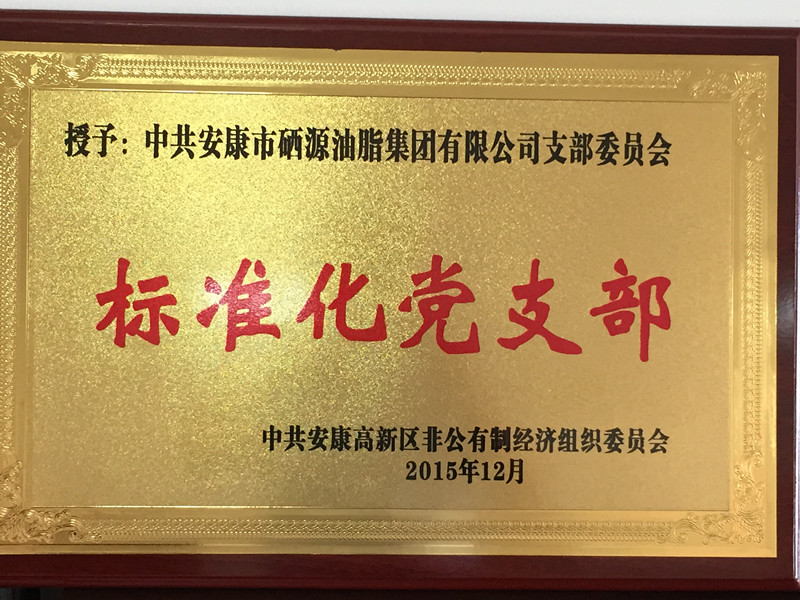 授予：中共安康市硒源油脂集团有限公司支部委员会
标准化党支部
中共安康高新区非公有制经济组织委员会
2015年12月